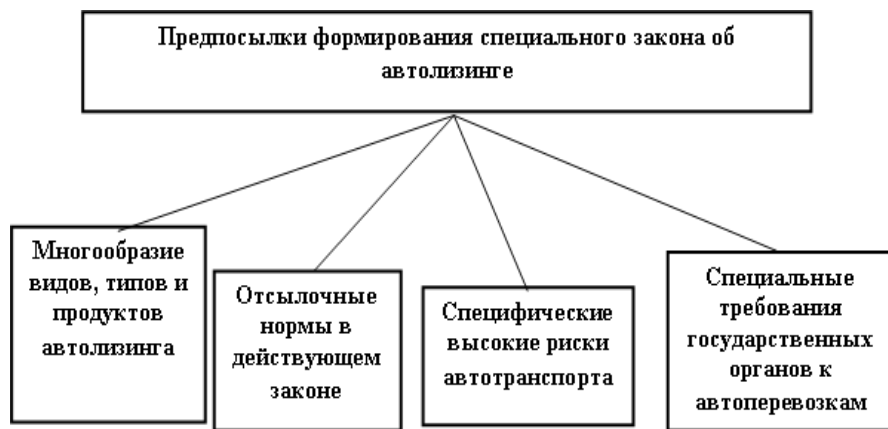 Предпосылки формирования специального закона об
автолизинге
Многообразие
видов, типов и
продуктов
автолизинга
Отсылочные
нормы в
действующем
законе
Специфические
высокие риски
автотранспорта
Специальные
требования
государственных
органов к
автоперевозкам